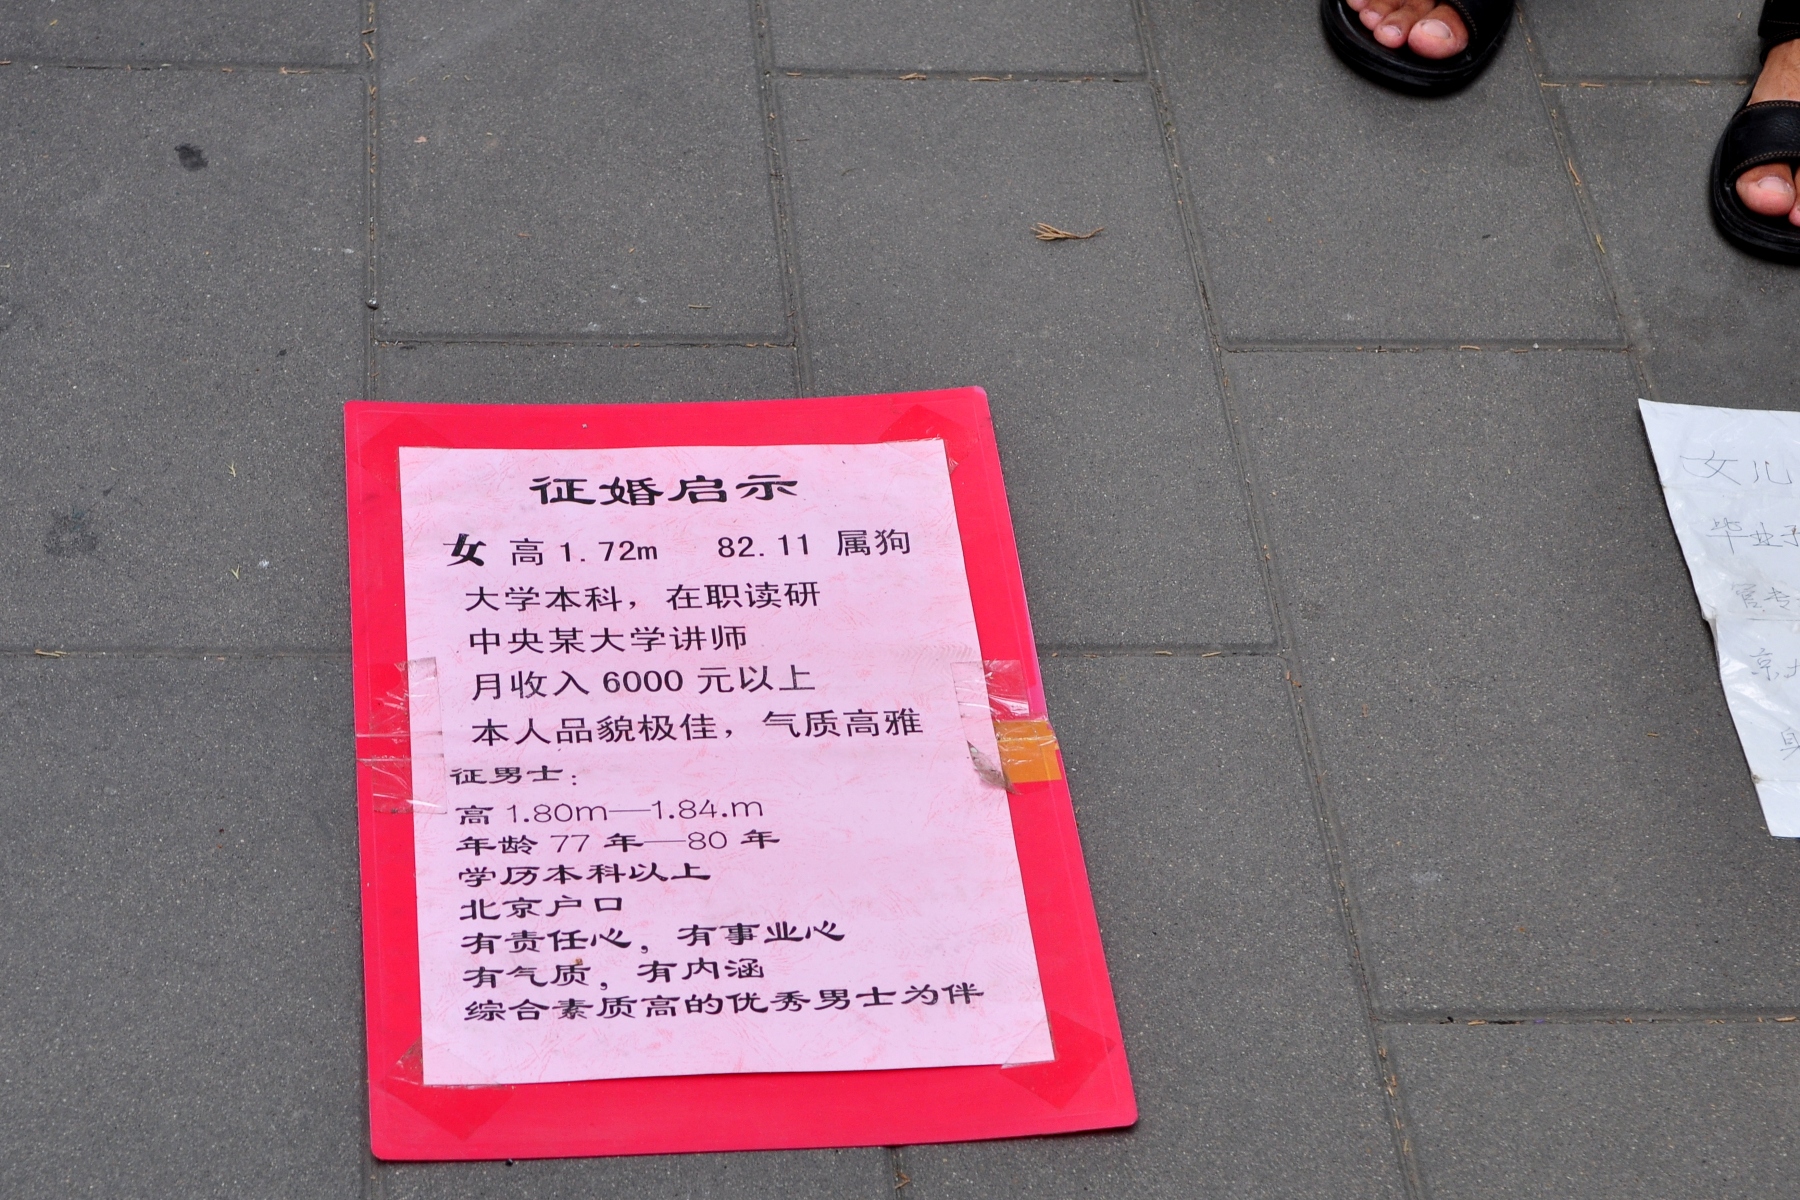 征婚启示
女 高 1.72m 82.11 属狗
大学本科，在职读研
中央某大学讲师
月收入 6000 元以上
本人品貌极佳，气质高雅
征男士：
高 1.80m—1.84.m
年龄 77 年—80 年
学历本科以上
北京户口
有责任心，有事业心
有气质，有内涵
综合素质高的优秀男士为伴
女儿
毕业
京